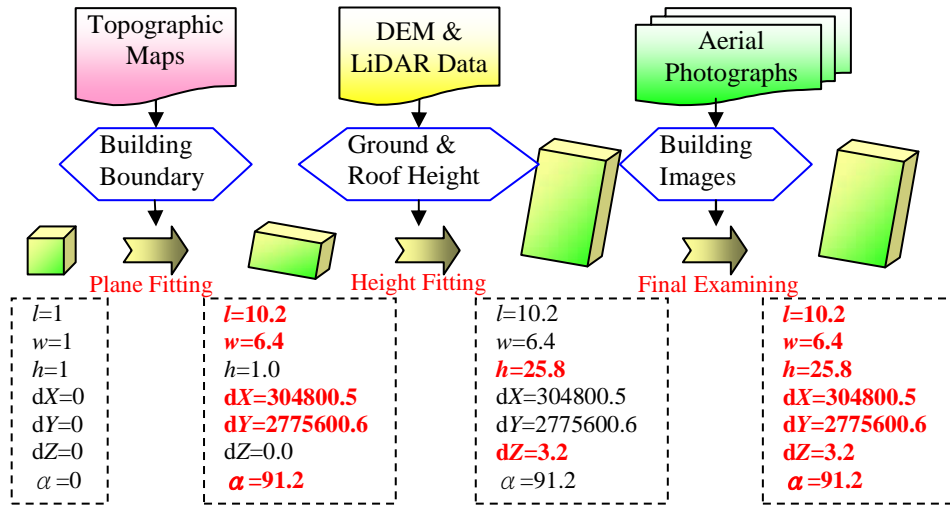 Topographic
Maps
DEM &
LiDAR Data
Aerial
Photographs
Building
Boundary
Ground &
Roof Height
Building
Images
Plane Fitting
Height Fitting
Final Examining
l=1
w=1
h=1
dX=0
dY=0
dZ=0
α=0
l=10.2
w=6.4
h=1.0
dX=304800.5
dY=2775600.6
dZ=0.0
α=91.2
l=10.2
w=6.4
h=25.8
dX=304800.5
dY=2775600.6
dZ=3.2
α=91.2
l=10.2
w=6.4
h=25.8
dX=304800.5
dY=2775600.6
dZ=3.2
α=91.2